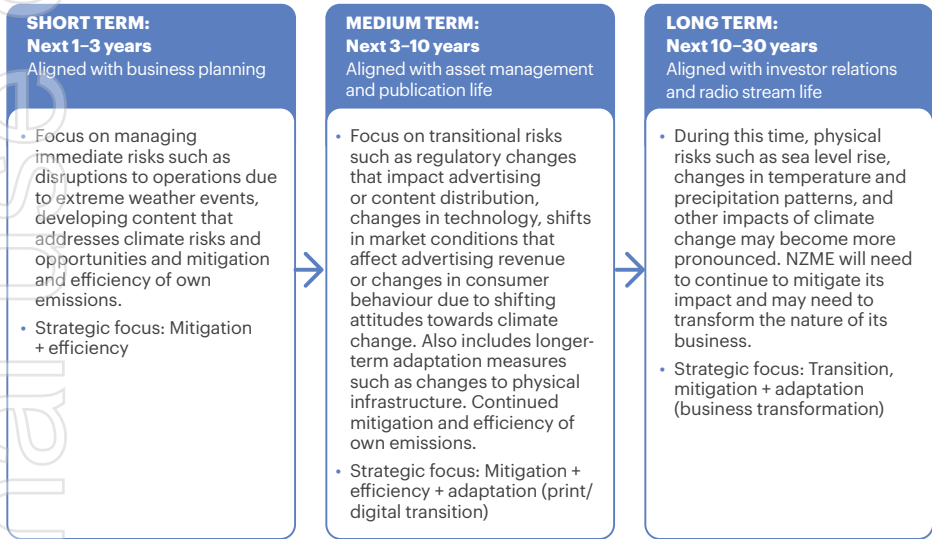 SHORT TERM:
Next 1–3 years
Aligned with business planning
• Focus on managing
immediate risks such as
disruptions to operations due
to extreme weather events,
developing content that
addresses climate risks and
opportunities and mitigation
and efficiency of own
emissions.
• Strategic focus: Mitigation
+ efficiency
MEDIUM TERM:
Next 3–10 years
Aligned with asset management
and publication life
• Focus on transitional risks
such as regulatory changes
that impact advertising
or content distribution,
changes in technology, shifts
in market conditions that
affect advertising revenue
or changes in consumer
behaviour due to shifting
attitudes towards climate
change. Also includes longer-
term adaptation measures
such as changes to physical
infrastructure. Continued
mitigation and efficiency of
own emissions.
• Strategic focus: Mitigation +
efficiency + adaptation (print/
digital transition)
LONG TERM:
Next 10–30 years
Aligned with investor relations
and radio stream life
• During this time, physical
risks such as sea level rise,
changes in temperature and
precipitation patterns, and
other impacts of climate
change may become more
pronounced. NZME will need
to continue to mitigate its
impact and may need to
transform the nature of its
business.
• Strategic focus: Transition,
mitigation + adaptation
(business transformation)